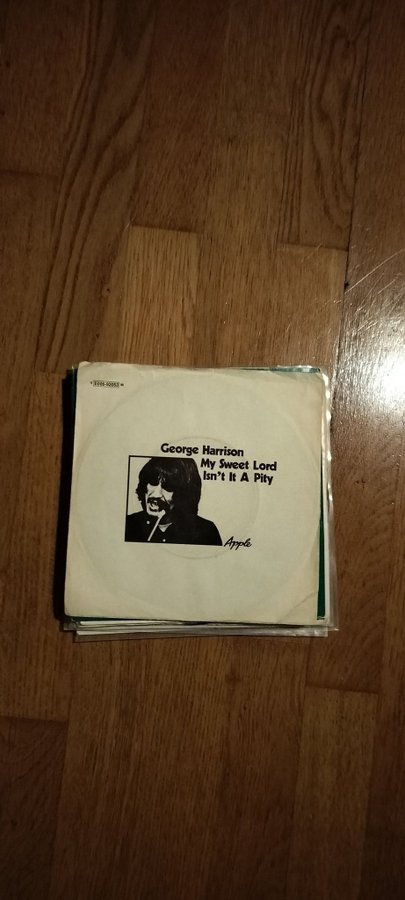 George Harrison
My Sweet Lord
Isn't It A Pity
Apple